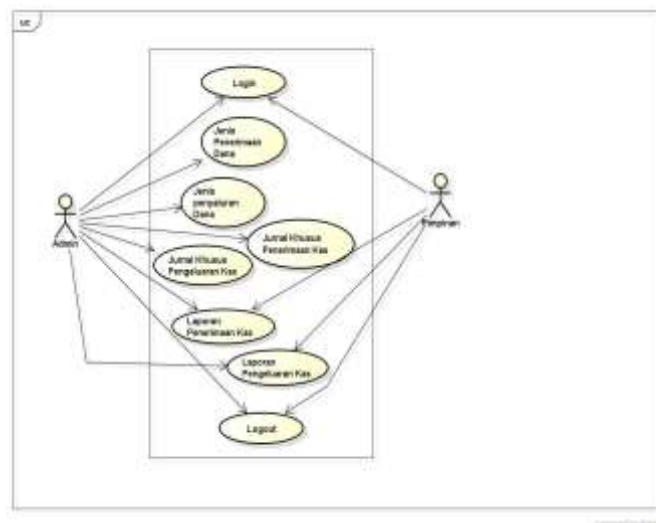 uc
Login
Jenis
Penerimaan
Dana
Jenis
penyaluran
Dana
Admin
Pimpinan
Jurnal Khusus
Penerimaan Kas
Jurnal Khusus
Pengeluaran Kas
Laporan
Penerimaan Kas
Laporan
Pengeluaran Kas
Logout